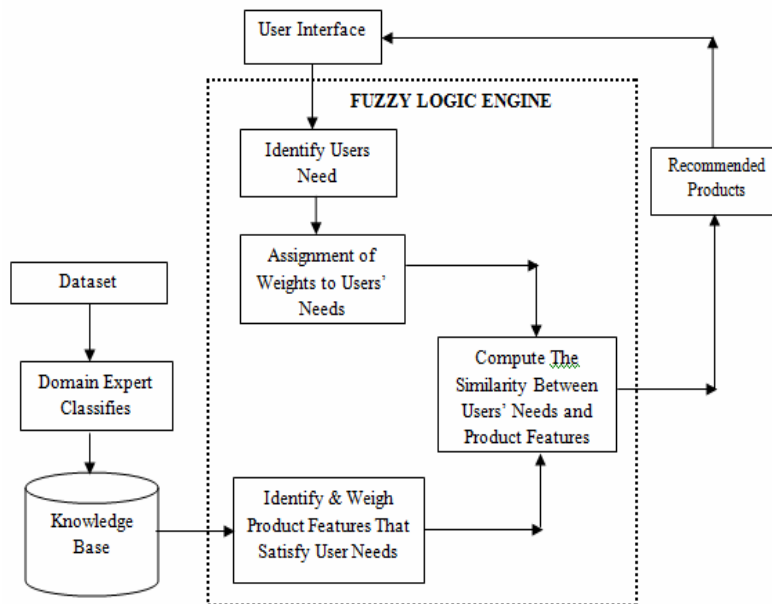 User Interface
FUZZY LOGIC ENGINE
Identify Users
Need
Recommended
Products
Assignment of
Weights to Users’
Needs
Dataset
Domain Expert
Classifies
Compute The
Similarity Between
Users’ Needs and
Product Features
Knowledge
Base
Identify & Weigh
Product Features That
Satisfy User Needs